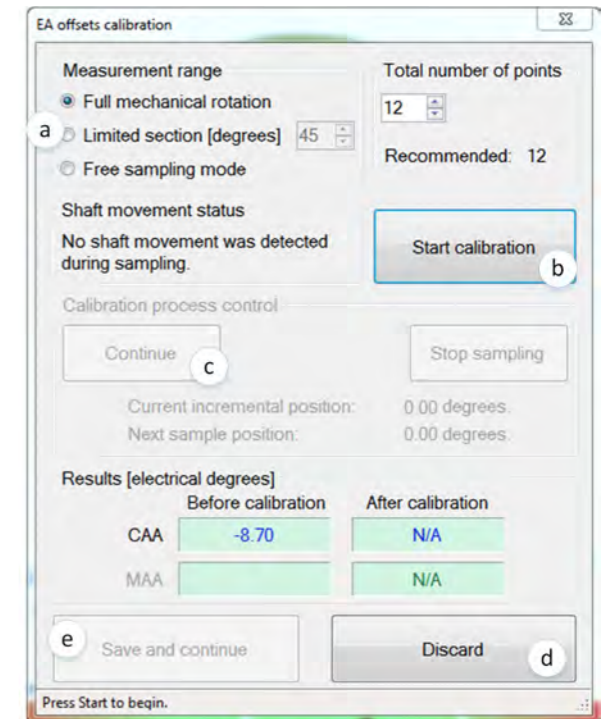 EA offsets calibration
Measurement range
Total number of points
Full mechanical rotation
12
a
Limited section [degrees] 45
Recommended: 12
Free sampling mode
Shaft movement status
No shaft movement was detected
during sampling.
Start calibration
b
Calibration process control
Continue
c
Stop sampling
Current incremental position: 0.00 degrees.
Next sample position: 0.00 degrees.
Results [electrical degrees]
Before calibration After calibration
CAA -8.70 N/A
MAA N/A
e
Save and continue
Discard
d
Press Start to begin.